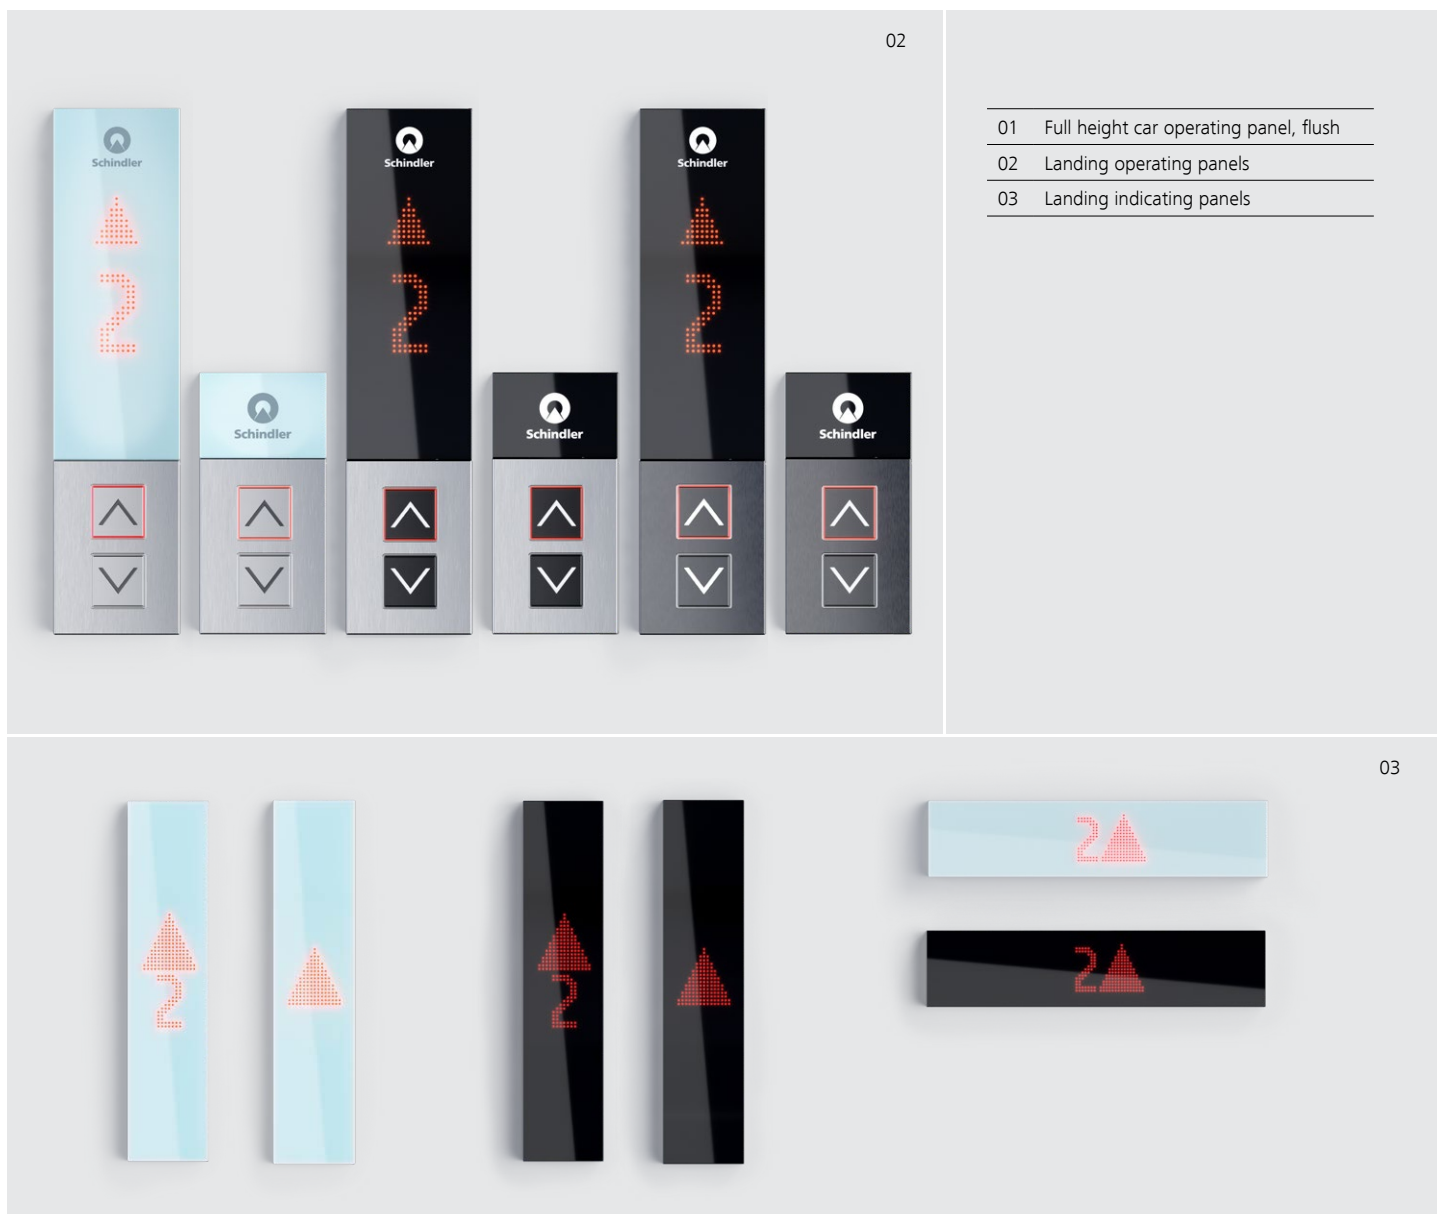 02
01 Full height car operating panel, flush
02 Landing operating panels
03 Landing indicating panels
Schindler
Schindler
Schindler
2
2
2
Schindler
Schindler
Schindler
03
2
2
2
2